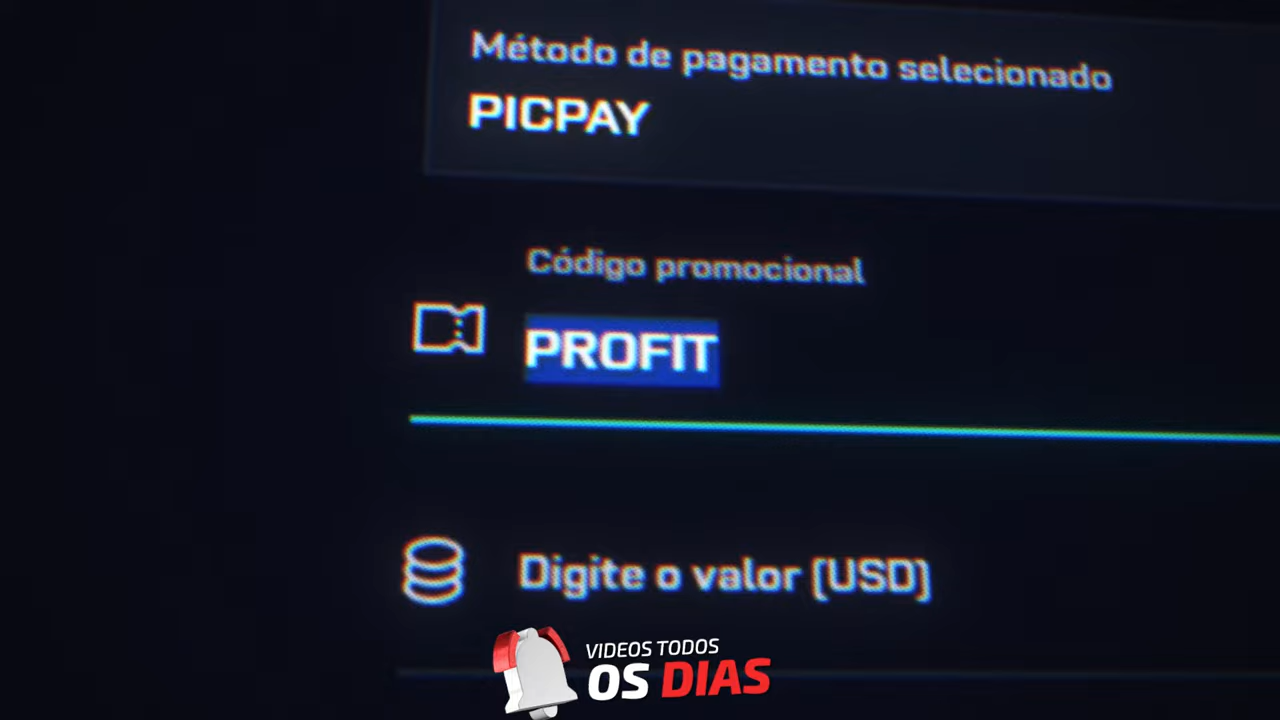 Método de pagamento selecionado
PICPAY
Código promocional
PROFIT
Digite o valor (USD)
VIDEOS TODOS
OS DIAS